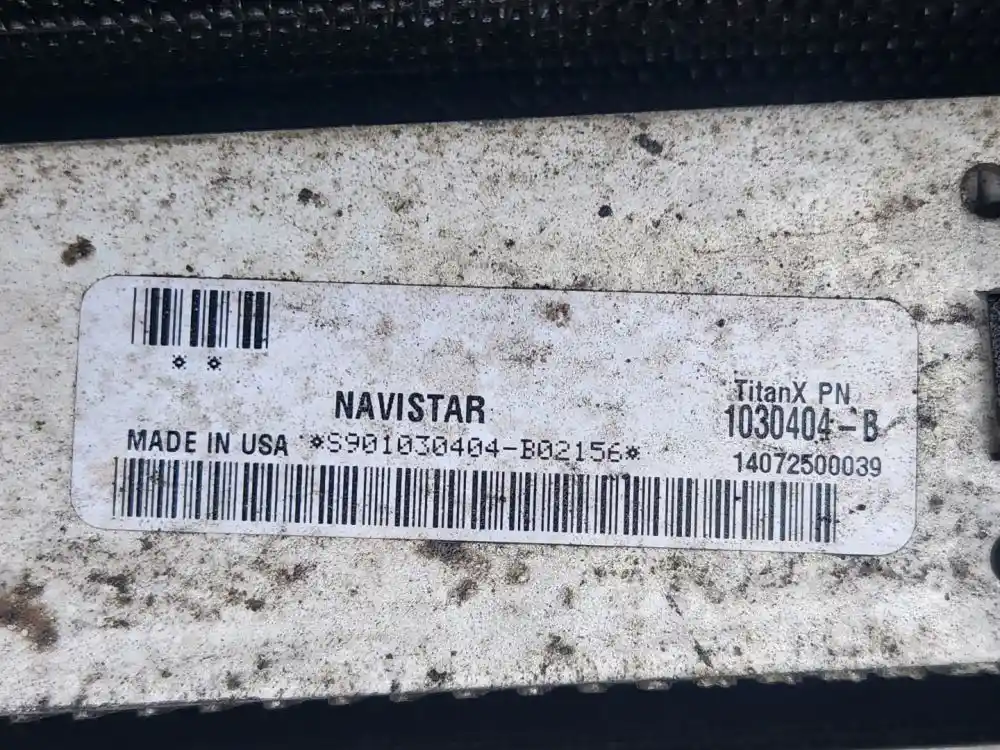 * *
NAVISTAR
TitanX PN
1030404-B
MADE IN USA *S901030404-B02156*
14072500039